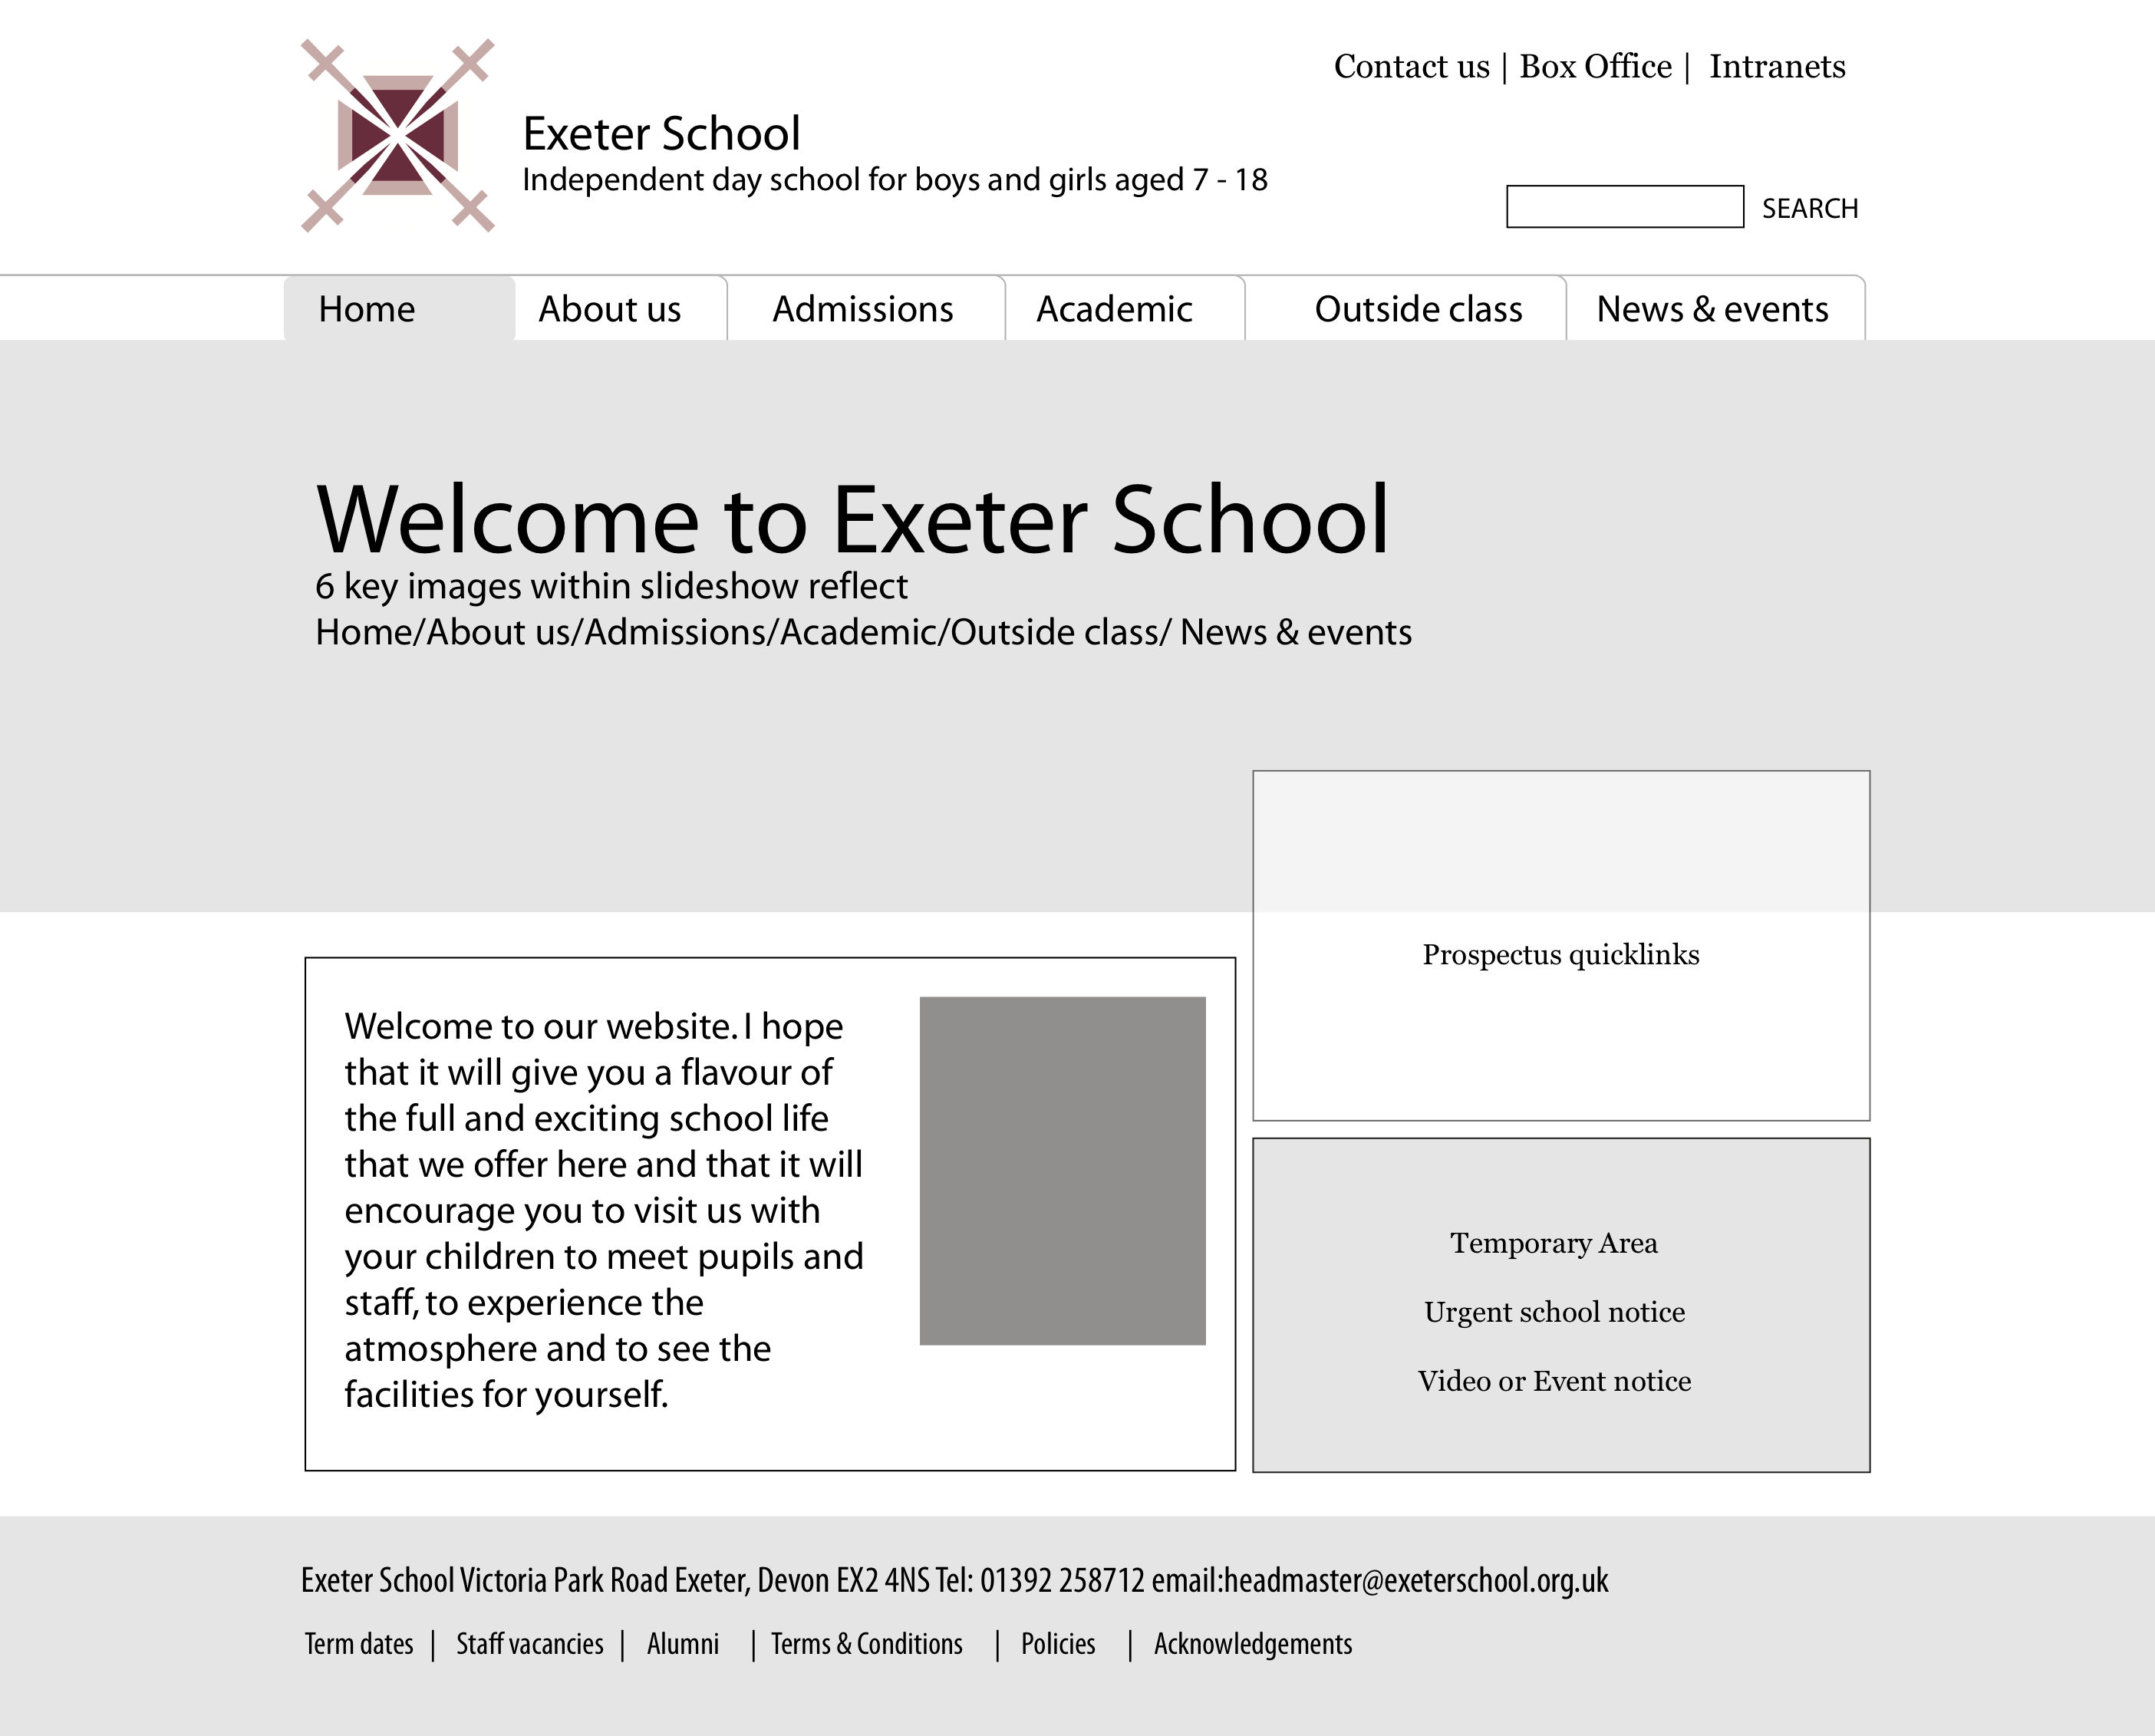 Contact us | Box Office | Intranets
Exeter School
Independent day school for boys and girls aged 7 - 18
SEARCH
Home
About us
Admissions
Academic
Outside class
News & events
Welcome to Exeter School
6 key images within slideshow reflect
Home/About us/Admissions/Academic/Outside class/ News & events
Prospectus quicklinks
Welcome to our website. I hope
that it will give you a flavour of
the full and exciting school life
that we offer here and that it will
encourage you to visit us with
your children to meet pupils and
staff, to experience the
atmosphere and to see the
facilities for yourself.
Temporary Area
Urgent school notice
Video or Event notice
Exeter School Victoria Park Road Exeter, Devon EX2 4NS Tel: 01392 258712 email:headmaster@exeterschool.org.uk
Term dates | Staff vacancies | Alumni | Terms & Conditions | Policies | Acknowledgements